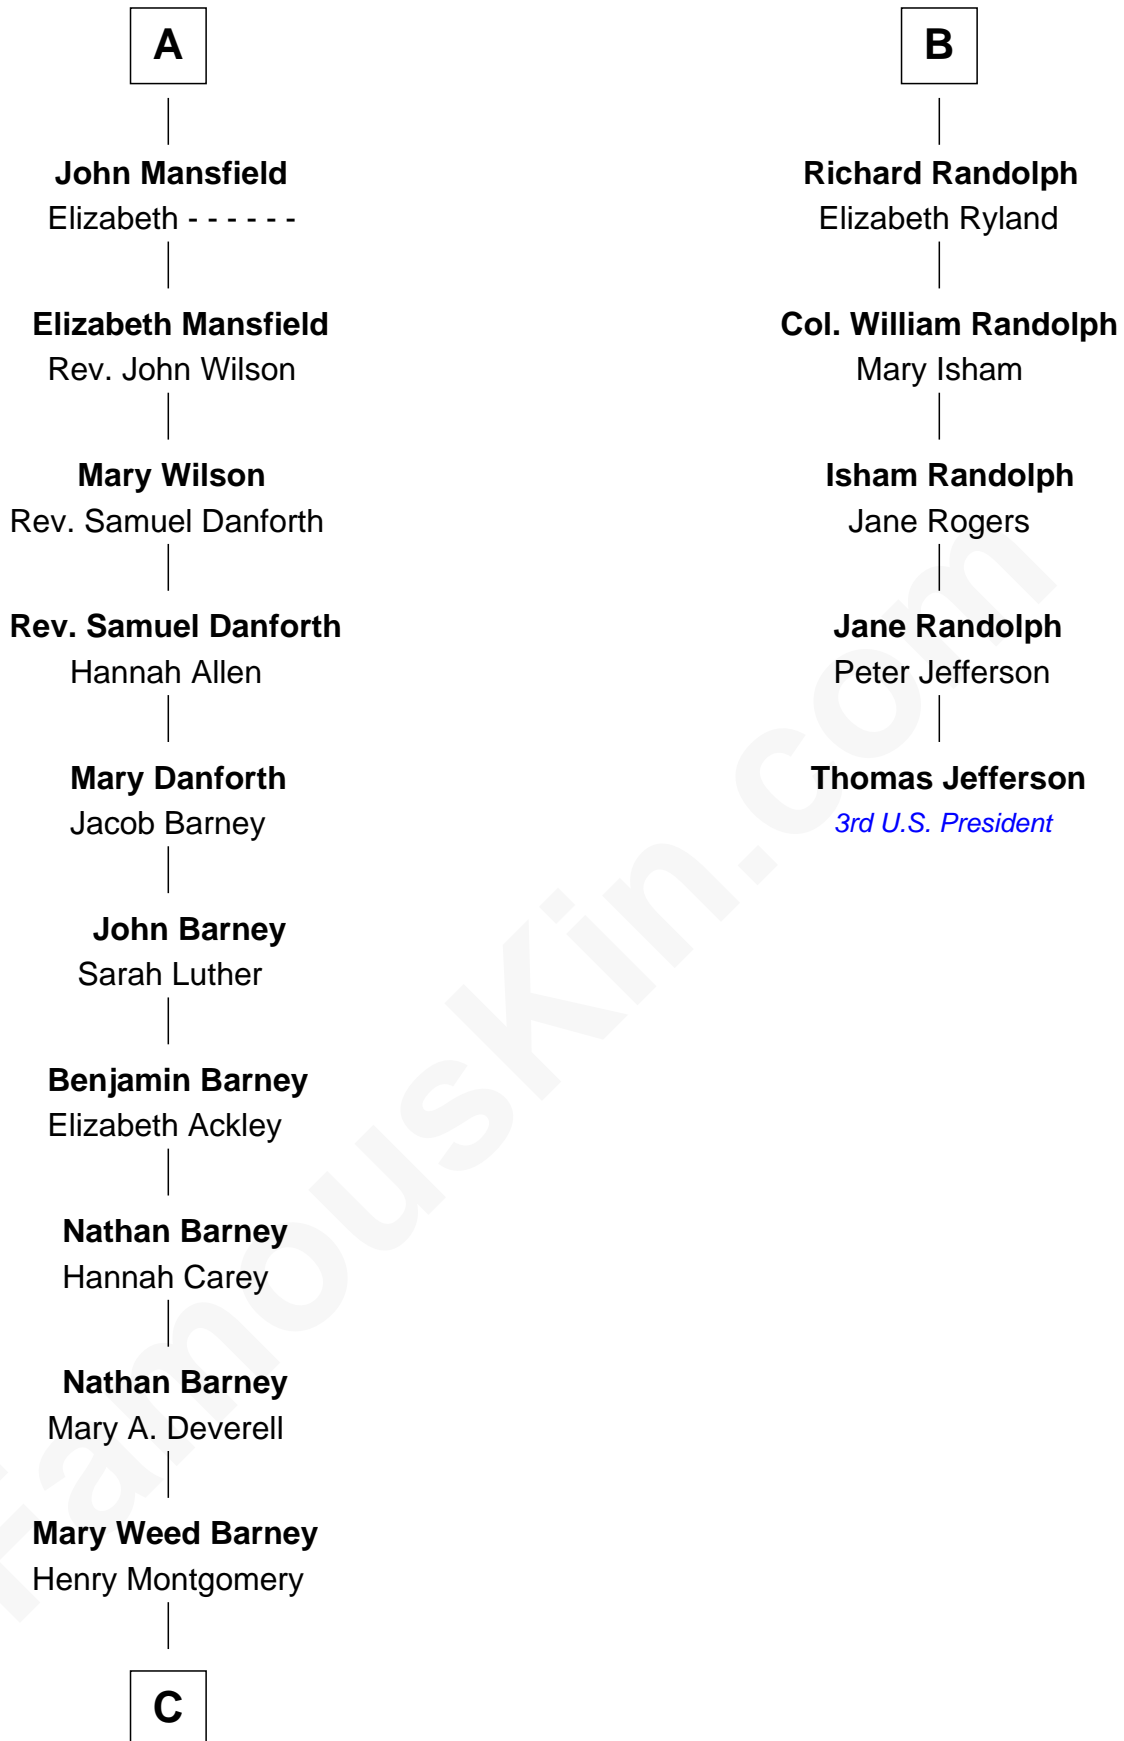 A
John Mansfield
Elizabeth - - - - - -
Elizabeth Mansfield
Rev. John Wilson
Mary Wilson
Rev. Samuel Danforth
Rev. Samuel Danforth
Hannah Allen
Mary Danforth
Jacob Barney
John Barney
Sarah Luther
Benjamin Barney
Elizabeth Ackley
Nathan Barney
Hannah Carey
Nathan Barney
Mary A. Deverell
Mary Weed Barney
Henry Montgomery
C
B
Richard Randolph
Elizabeth Ryland
Col. William Randolph
Mary Isham
Isham Randolph
Jane Rogers
Jane Randolph
Peter Jefferson
Thomas Jefferson
3rd U.S. President
FamousKin.com